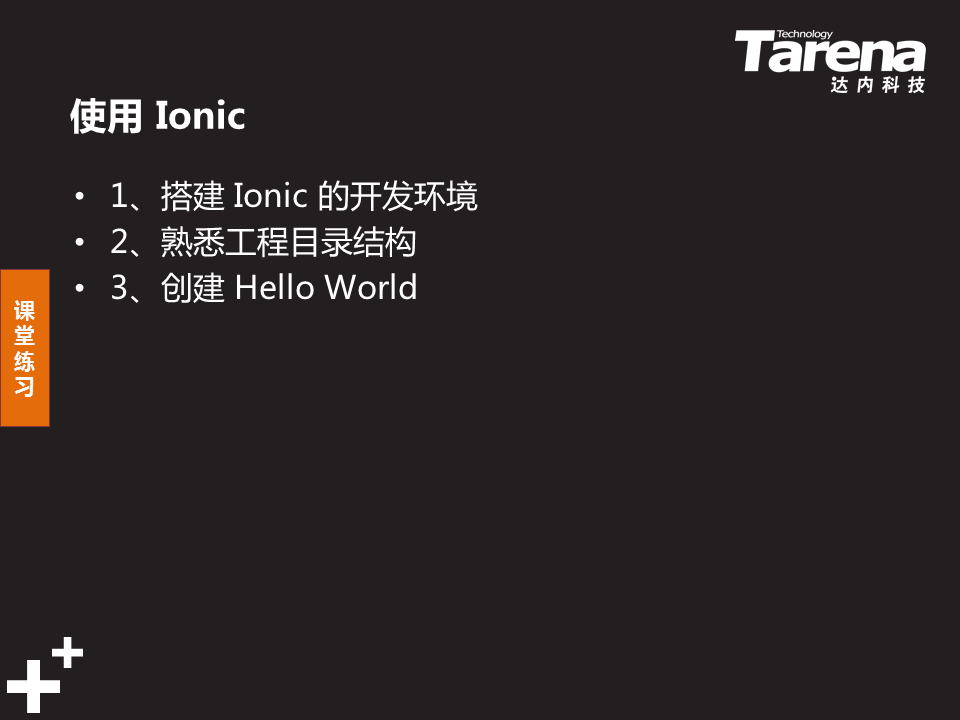 Technology
Tarena
达内科技
使用 Ionic
• 1、搭建 Ionic 的开发环境
• 2、熟悉工程目录结构
• 3、创建 Hello World
课
堂
练
习